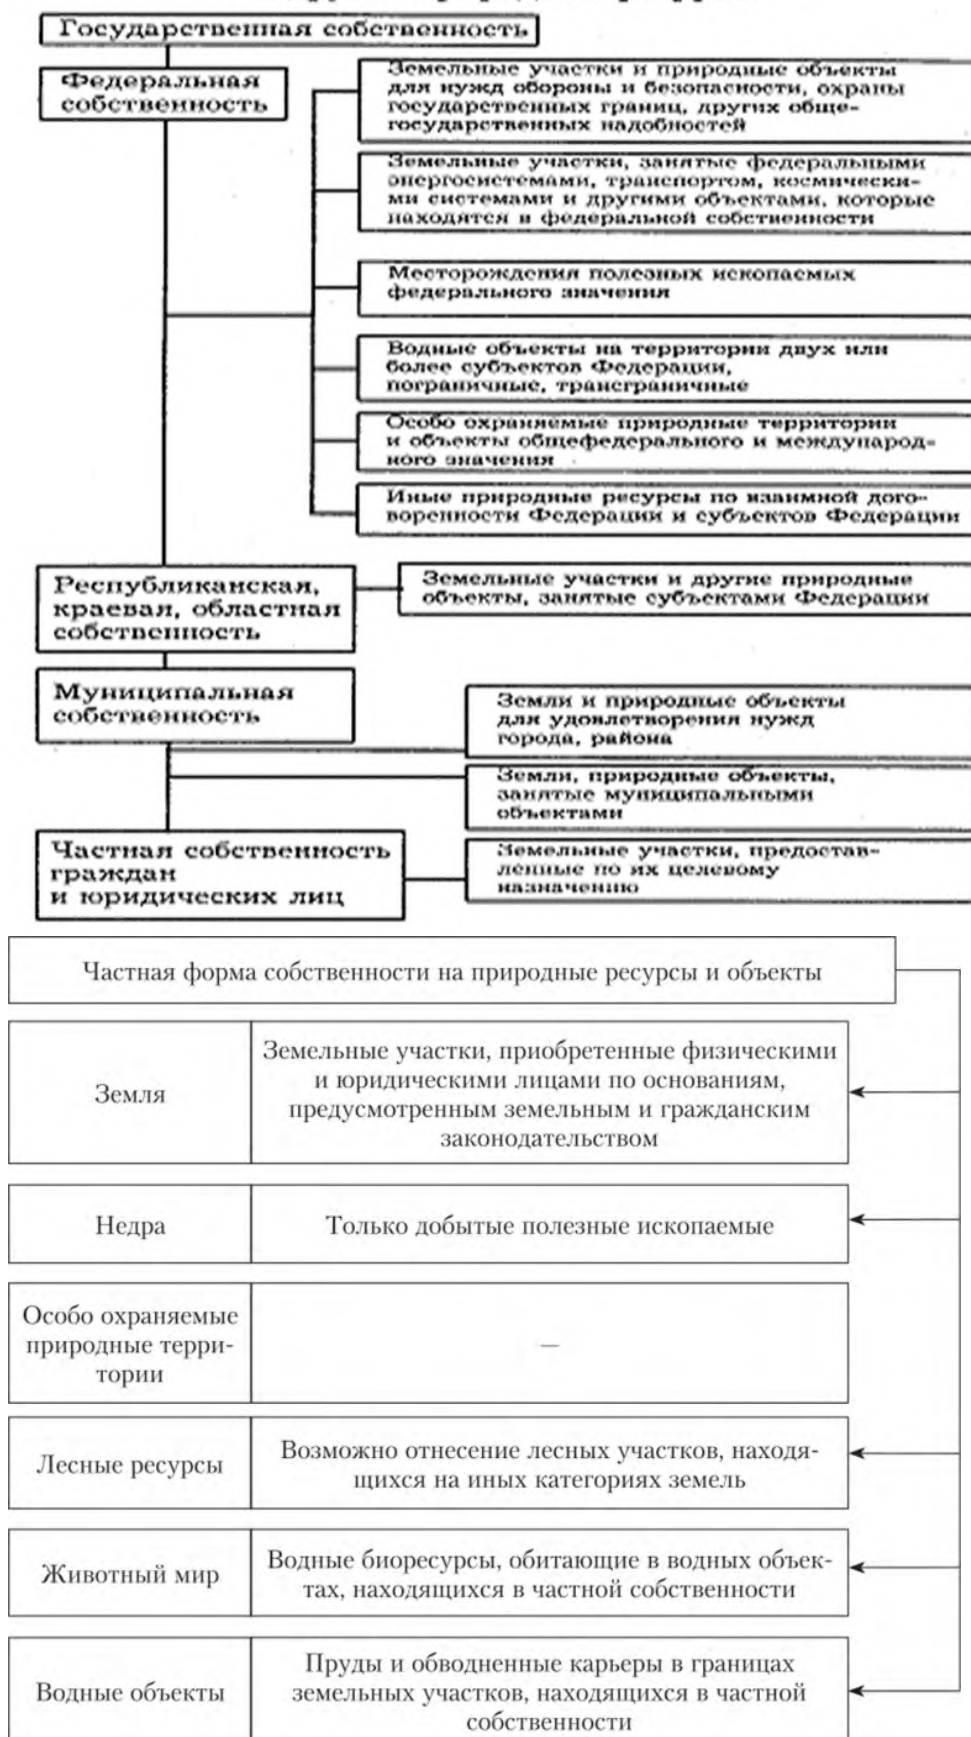 Государственная собственность
Федеральная
собственность
Земельные участки и природные объекты
для нужд обороны и безопасности, охраны
государственных границ, других обще-
государственных надобностей
Земельные участки, занятые федеральными
энергосистемами, транспортом, космически-
ми системами и другими объектами, которые
находятся в федеральной собственности
Месторождения полезных ископаемых
федерального значения
Водные объекты на территории двух или
более субъектов Федерации,
пограничные, трансграничные
Особо охраняемые природные территории
и объекты общефедерального и международ-
ного значения
Иные природные ресурсы по взаимной дого-
воренности Федерации и субъектов Федерации
Республиканская,
краевая, областная
собственность
Земельные участки и другие природные
объекты, занятые субъектами Федерации
Муниципальная
собственность
Земли и природные объекты
для удовлетворения нужд
города, района
Земли, природные объекты,
занятые муниципальными
объектами
Частная собственность
граждан
и юридических лиц
Земельные участки, предостав-
ленные по их целевому
назначению
Частная форма собственности на природные ресурсы и объекты
Земля
Земельные участки, приобретенные физическими
и юридическими лицами по основаниям,
предусмотренным земельным и гражданским
законодательством
Недра
Только добытые полезные ископаемые
Особо охраняемые
природные терри-
тории
—
Лесные ресурсы
Возможно отнесение лесных участков, находя-
щихся на иных категориях земель
Животный мир
Водные биоресурсы, обитающие в водных объек-
тах, находящихся в частной собственности
Водные объекты
Пруды и обводненные карьеры в границах
земельных участков, находящихся в частной
собственности